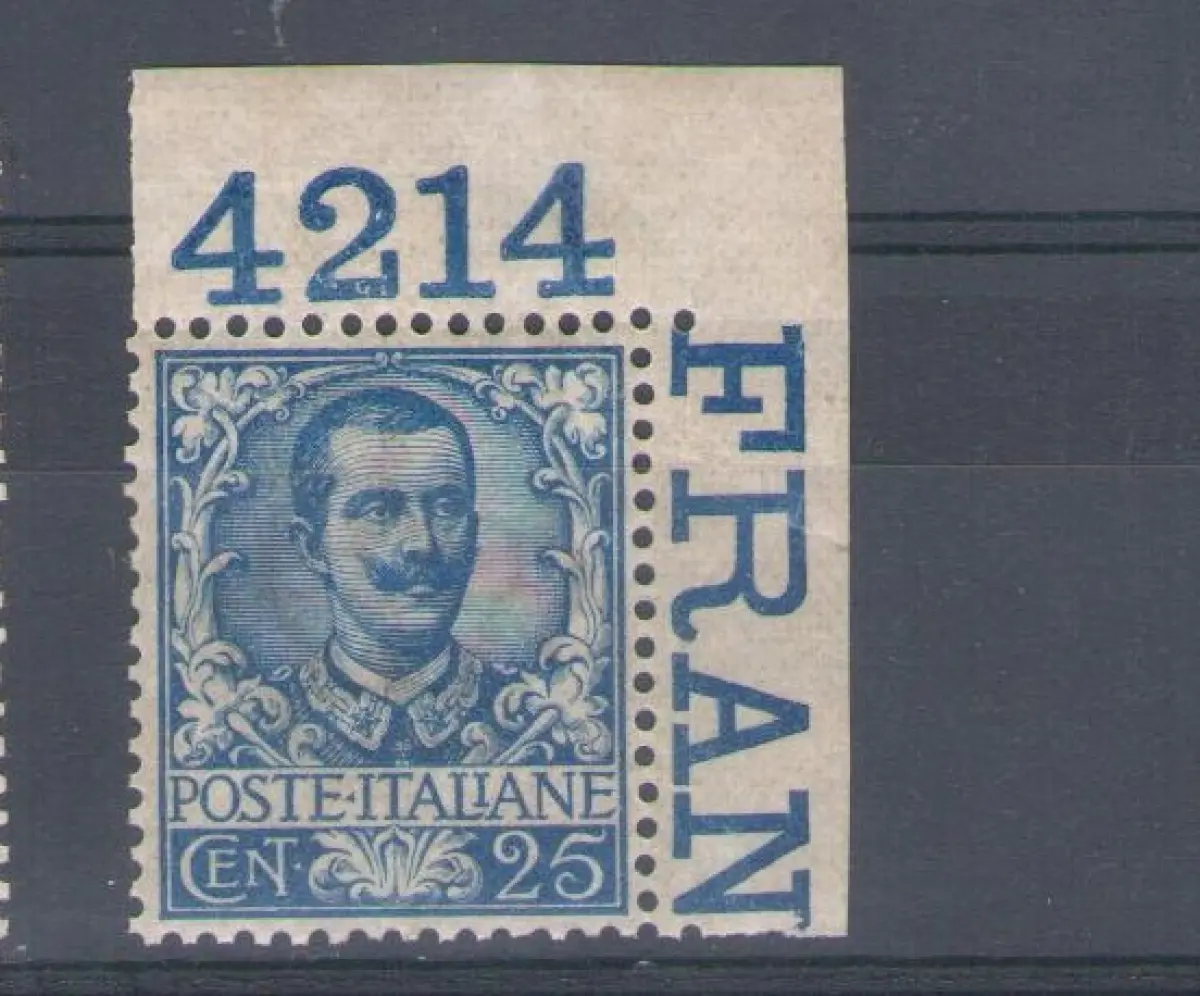 4214
FRAN
POSTE·ITALIANE
CENT· 25